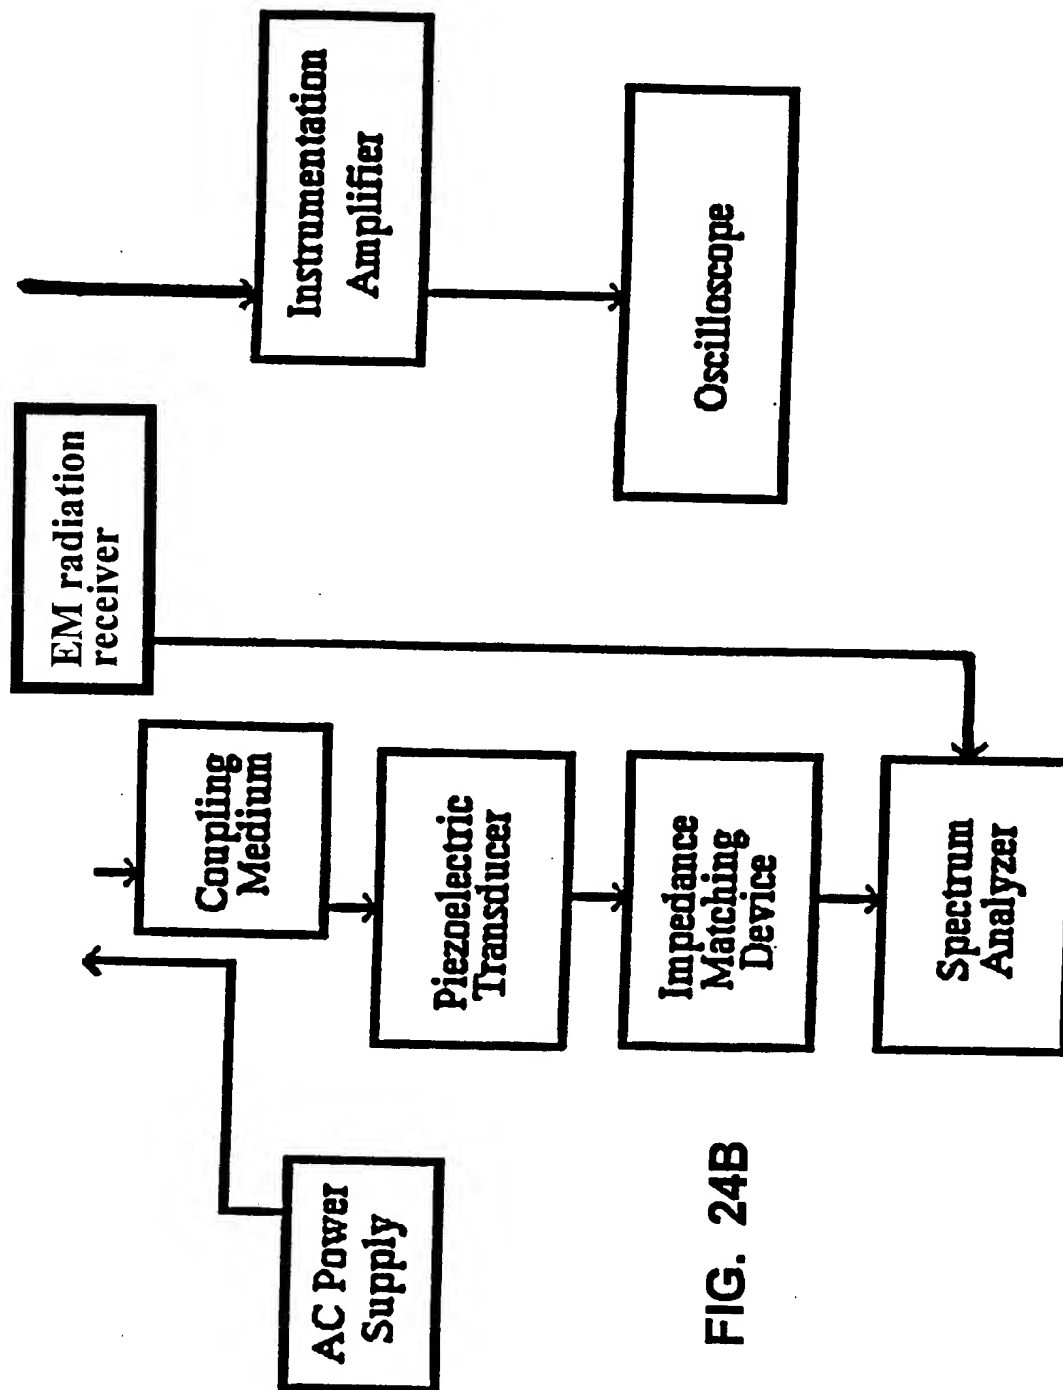 AC Power
Supply
Coupling
Medium
Piezoelectric
Transducer
Impedance
Matching
Device
Spectrum
Analyzer
EM radiation
receiver
Instrumentation
Amplifier
Oscilloscope
FIG. 24B